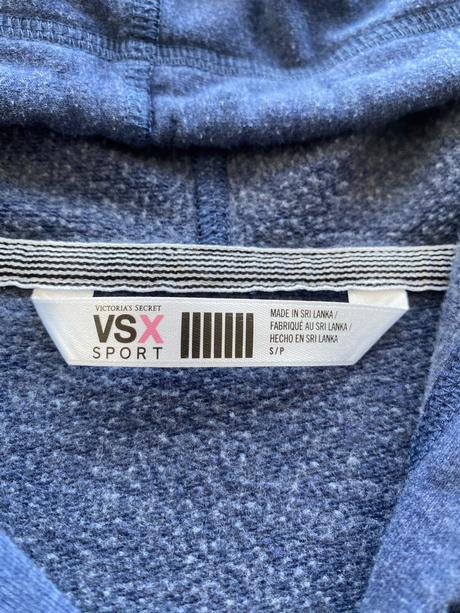 VICTORIA'S SECRET
VSX
SPORT
MADE IN SRI LANKA /
FABRIQUÉ AU SRI LANKA /
HECHO EN SRI LANKA
S/P